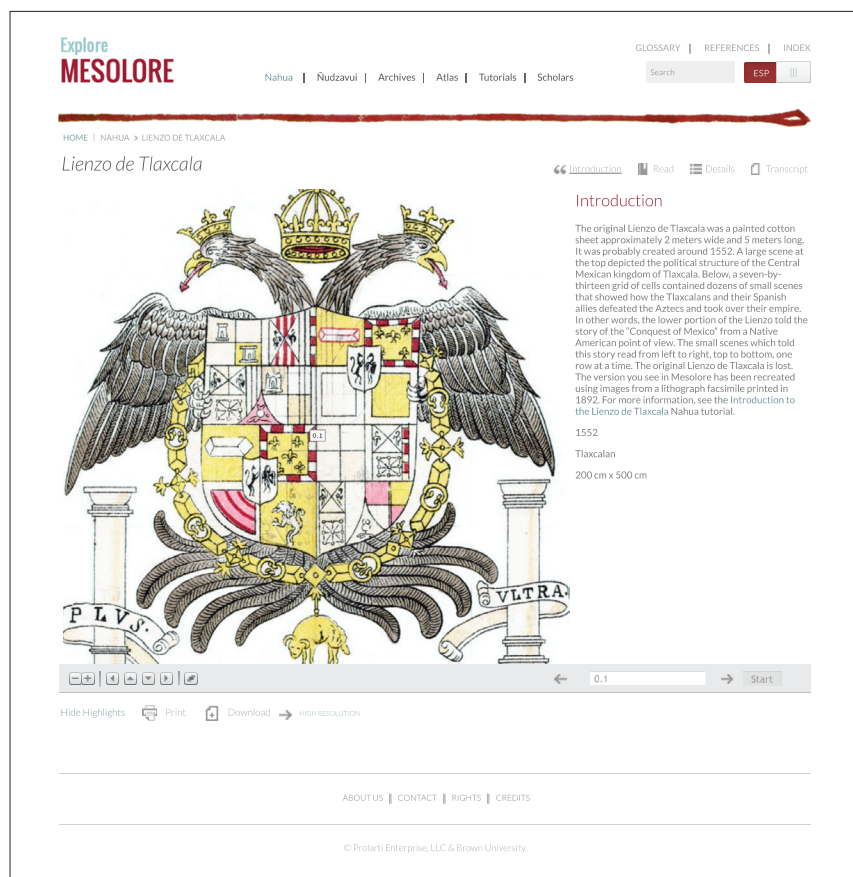 Explore
MESOLORE
GLOSSARY | REFERENCES | INDEX
Nahua | Ñudzavui | Archives | Atlas | Tutorials | Scholars
Search
ESP
HOME | NAHUA > LIENZO DE TLAXCALA
Lienzo de Tlaxcala
Introduction Read Details Transcript
Introduction
The original Lienzo de Tlaxcala was a painted cotton
sheet approximately 2 meters wide and 5 meters long.
It was probably created around 1552. A large scene at
the top depicted the political structure of the Central
Mexican kingdom of Tlaxcala. Below, a seven-by-
thirteen grid of cells contained dozens of small scenes
that showed how the Tlaxcalans and their Spanish
allies defeated the Aztecs and took over their empire.
In other words, the lower portion of the Lienzo told the
story of the “Conquest of Mexico” from a Native
American point of view. The small scenes which told
this story read from left to right, top to bottom, one
row at a time. The original Lienzo de Tlaxcala is lost.
The version you see in Mesolore has been recreated
using images from a lithograph facsimile printed in
1892. For more information, see the Introduction to
the Lienzo de Tlaxcala Nahua tutorial.
1552
Tlaxcalan
200 cm x 500 cm
0.1
PLVS.
VLTRA.
0.1
Start
Hide Highlights Print Download HIGH RESOLUTION
ABOUT US | CONTACT | RIGHTS | CREDITS
© Prolarti Enterprise, LLC & Brown University